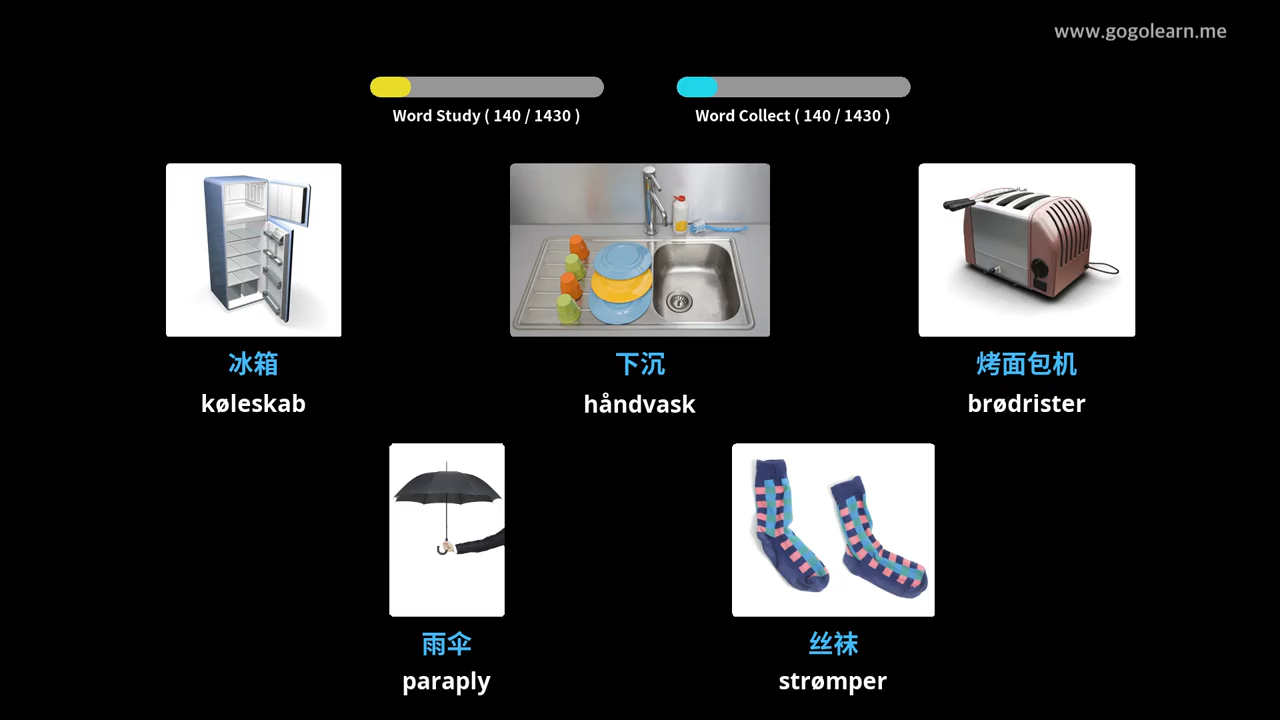 www.gogolearn.me
Word Study ( 140 / 1430 )
Word Collect ( 140 / 1430 )
冰箱
下沉
烤面包机
køleskab
håndvask
brødrister
雨伞
丝袜
paraply
strømper